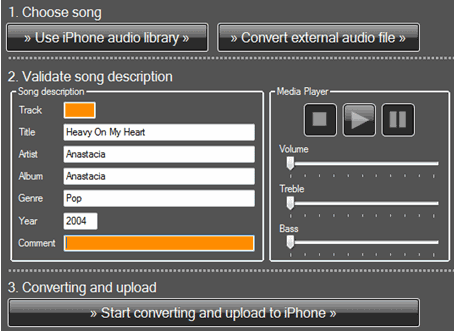 1. Choose song
» Use iPhone audio library »
» Convert external audio file »
2. Validate song description
Song description
Track
Title Heavy On My Heart
Artist Anastacia
Album Anastacia
Genre Pop
Year 2004
Comment
Media Player
Volume
Treble
Bass
3. Converting and upload
» Start converting and upload to iPhone »